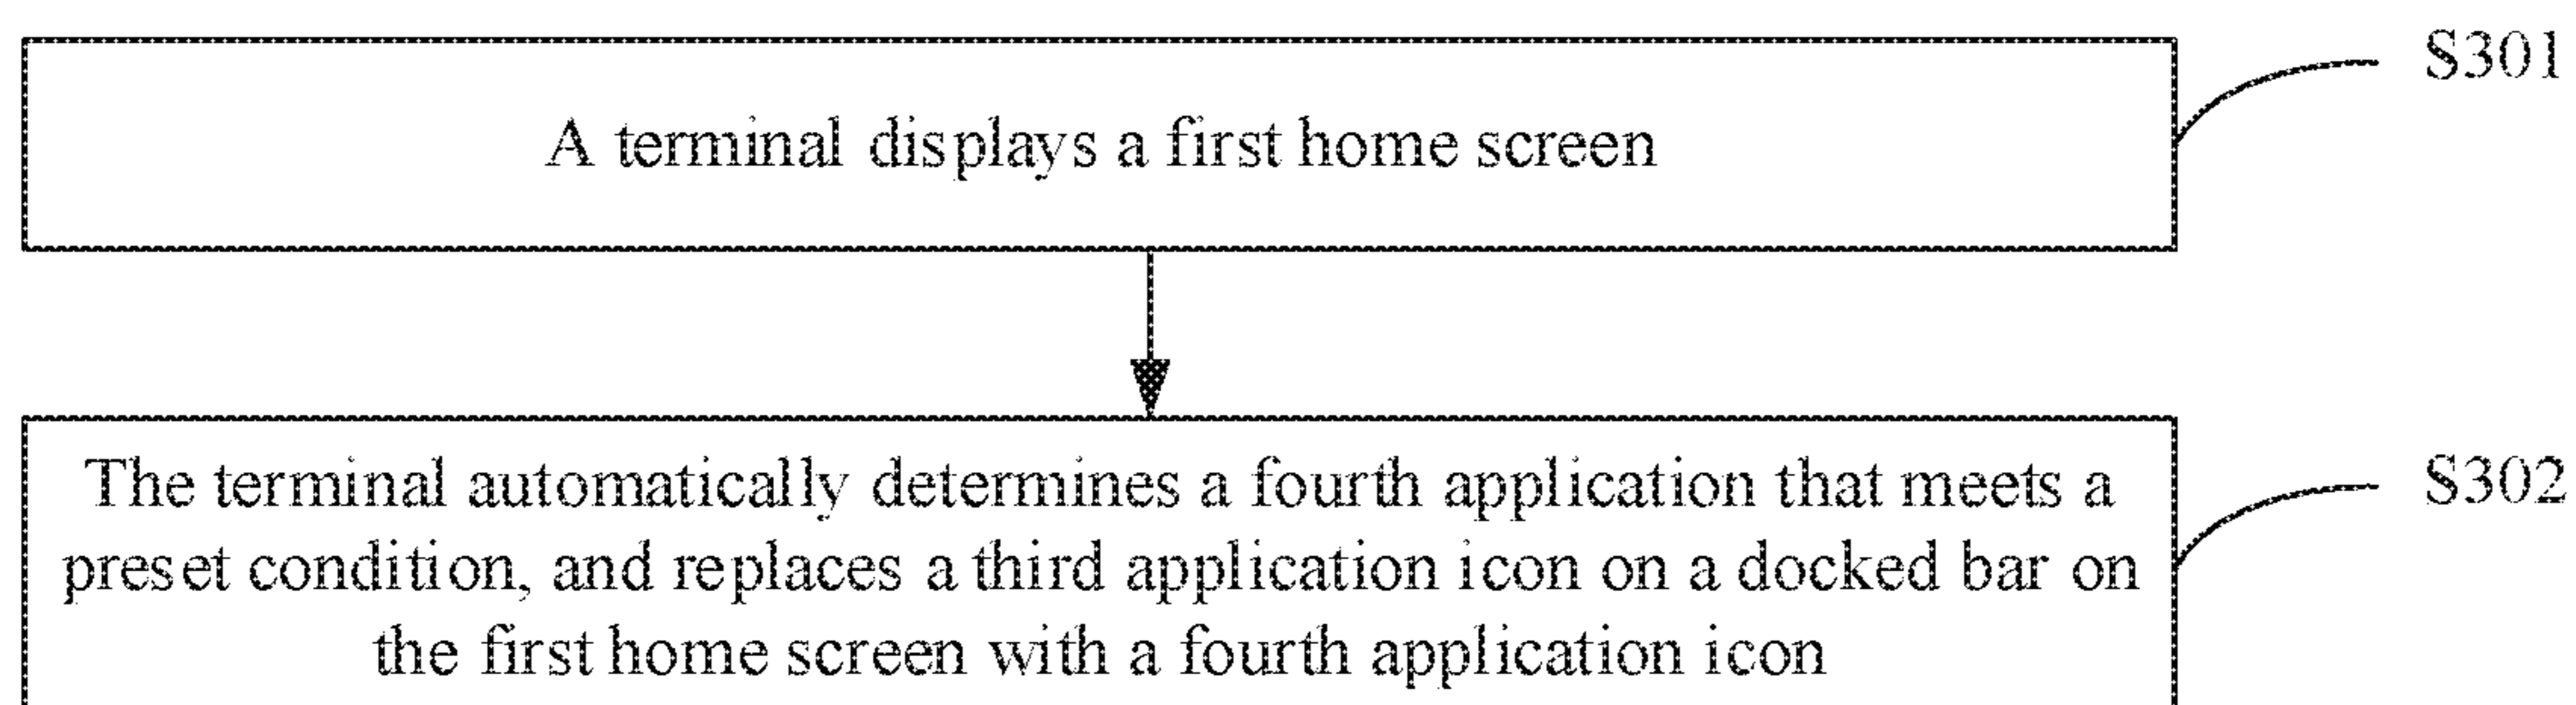 S301
A terminal displays a first home screen
The terminal automatically determines a fourth application that meets a
S302
preset condition, and replaces a third application icon on a docked bar on
the first home screen with a fourth application icon